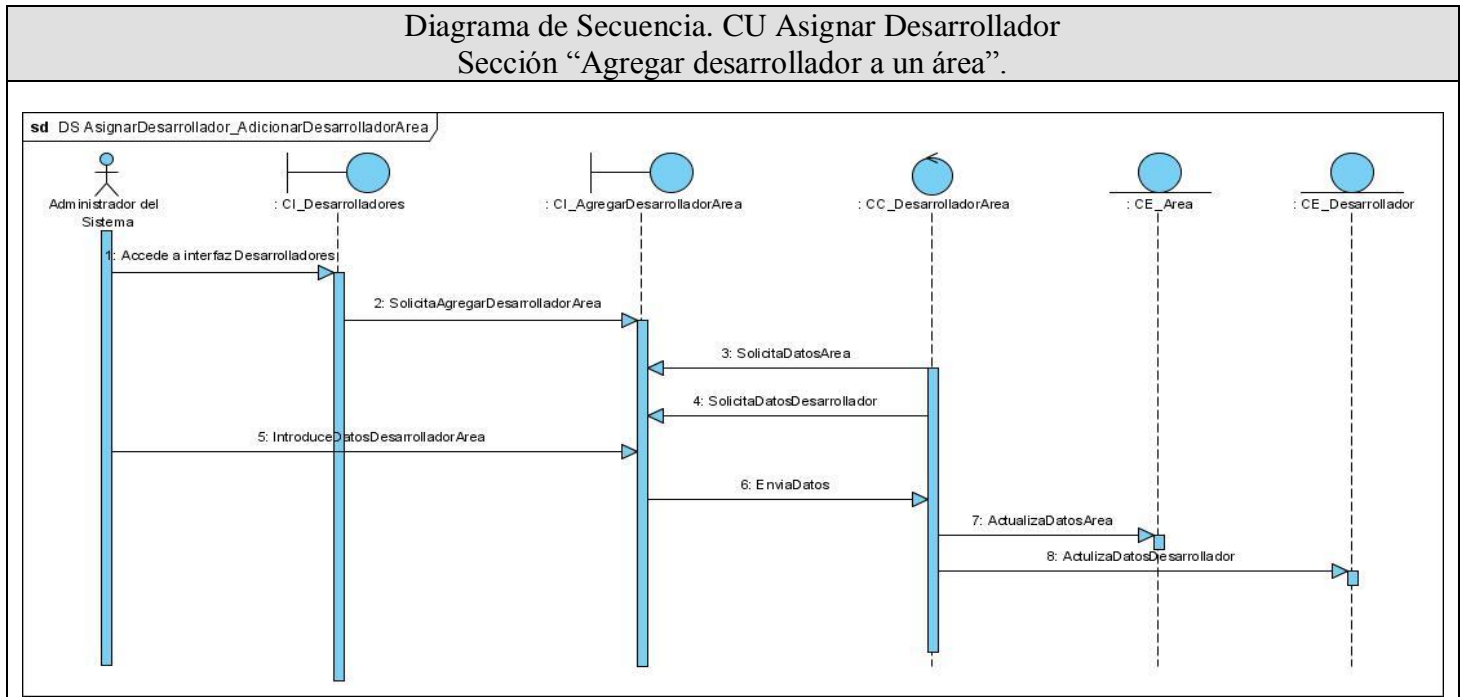 Diagrama de Secuencia. CU Asignar Desarrollador
Sección “Agregar desarrollador a un área”.
sd DS AsignarDesarrollador_AdicionarDesarrolladorArea
Administrador del
Sistema
: CI_Desarrolladores
: CI_AgregarDesarrolladorArea
: CC_DesarrolladorArea
: CE_Area
: CE_Desarrollador
1: Accede a interfaz Desarrolladores
2: SolicitaAgregarDesarrolladorArea
3: SolicitaDatosArea
4: SolicitaDatosDesarrollador
5: IntroduceDatosDesarrolladorArea
6: EnviaDatos
7: ActualizaDatosArea
8: ActulizaDatosDesarrollador